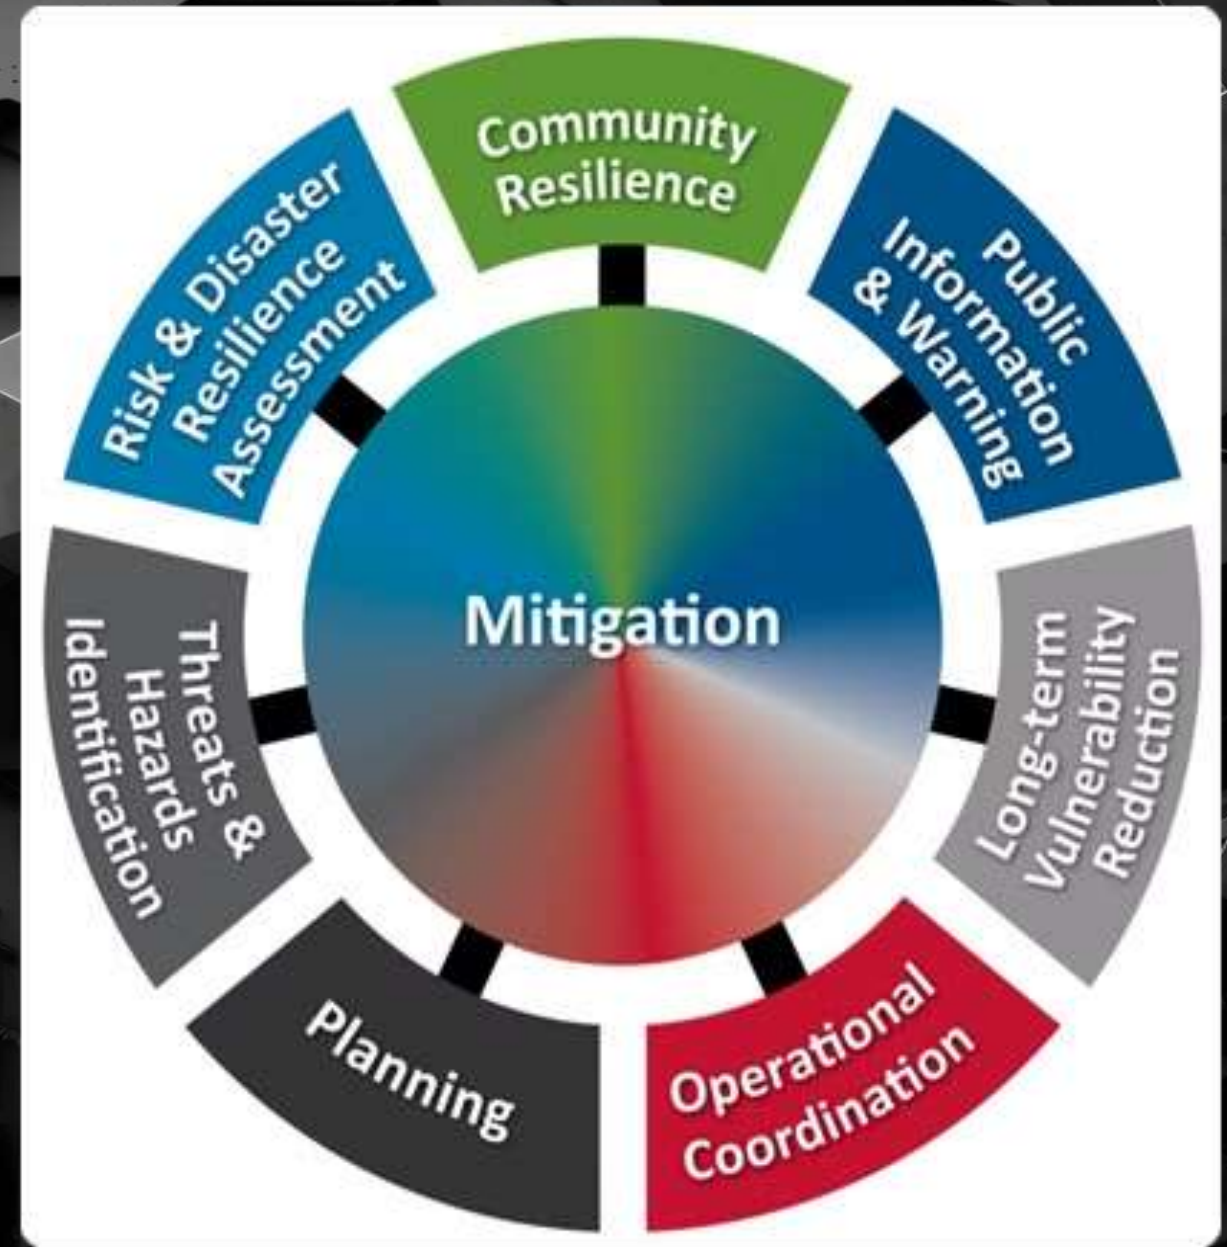 Community
Resilience
Public
Information
& Warning
Long-term
Vulnerability
Reduction
Operational
Coordination
Planning
Threats &
Hazards
Identification
Risk & Disaster
Resilience
Assessment
Mitigation